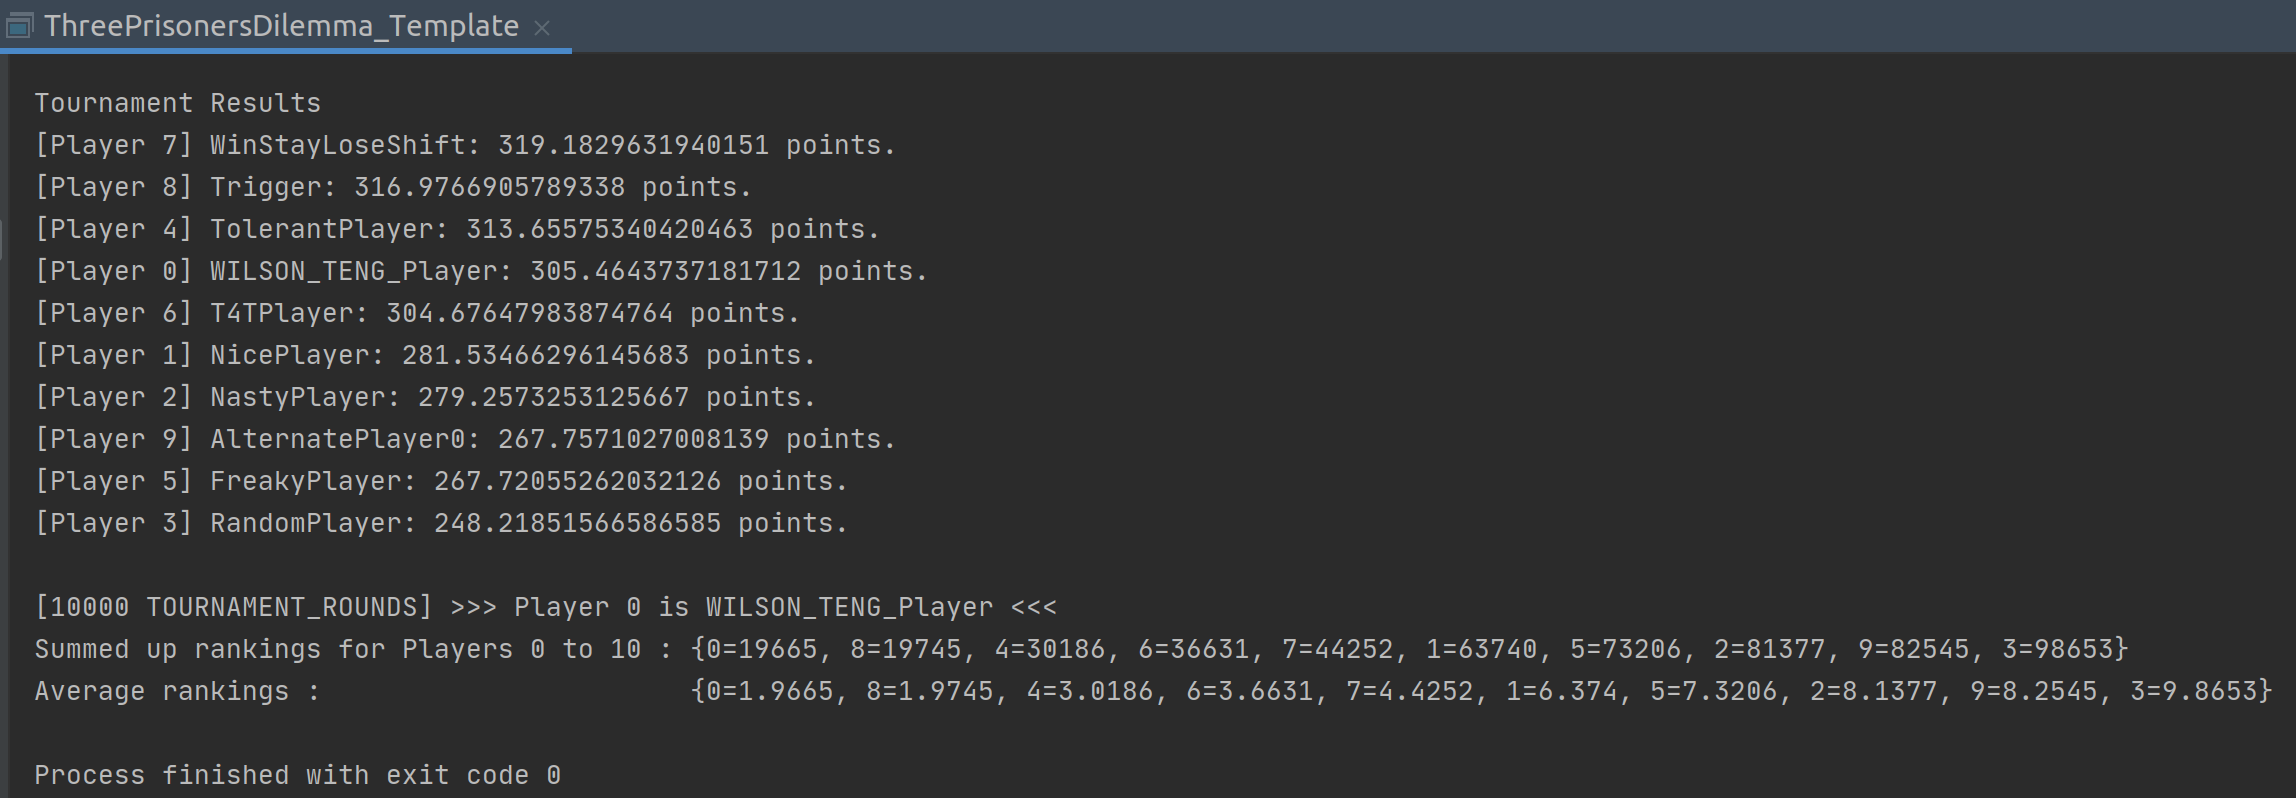 ThreePrisonersDilemma_Template ×
Tournament Results
[Player 7] WinStayLoseShift: 319.1829631940151 points.
[Player 8] Trigger: 316.9766905789338 points.
[Player 4] TolerantPlayer: 313.65575340420463 points.
[Player 0] WILSON_TENG_Player: 305.4643737181712 points.
[Player 6] T4TPlayer: 304.67647983874764 points.
[Player 1] NicePlayer: 281.53466296145683 points.
[Player 2] NastyPlayer: 279.2573253125667 points.
[Player 9] AlternatePlayer0: 267.7571027008139 points.
[Player 5] FreakyPlayer: 267.72055262032126 points.
[Player 3] RandomPlayer: 248.21851566586585 points.
[10000 TOURNAMENT_ROUNDS] >>> Player 0 is WILSON_TENG_Player <<<
Summed up rankings for Players 0 to 10 : {0=19665, 8=19745, 4=30186, 6=36631, 7=44252, 1=63740, 5=73206, 2=81377, 9=82545, 3=98653}
Average rankings : {0=1.9665, 8=1.9745, 4=3.0186, 6=3.6631, 7=4.4252, 1=6.374, 5=7.3206, 2=8.1377, 9=8.2545, 3=9.8653}
Process finished with exit code 0